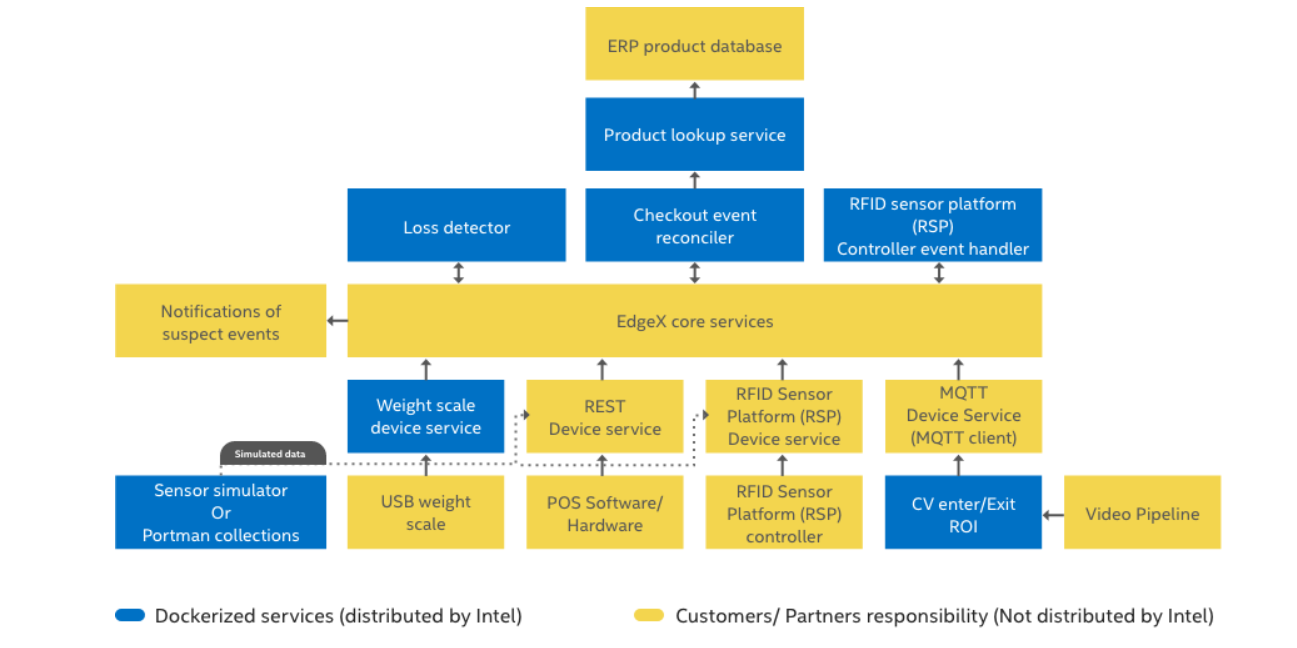 ERP product database
Product lookup service
Loss detector
Checkout event
reconciler
RFID sensor platform
(RSP)
Controller event handler
Notifications of
suspect events
EdgeX core services
Weight scale
device service
REST
Device service
RFID Sensor
Platform (RSP)
Device service
MQTT
Device Service
(MQTT client)
Simulated data
Sensor simulator
Or
Portman collections
USB weight
scale
POS Software/
Hardware
RFID Sensor
Platform (RSP)
controller
CV enter/Exit
ROI
Video Pipeline
Dockerized services (distributed by Intel)
Customers/ Partners responsibility (Not distributed by Intel)